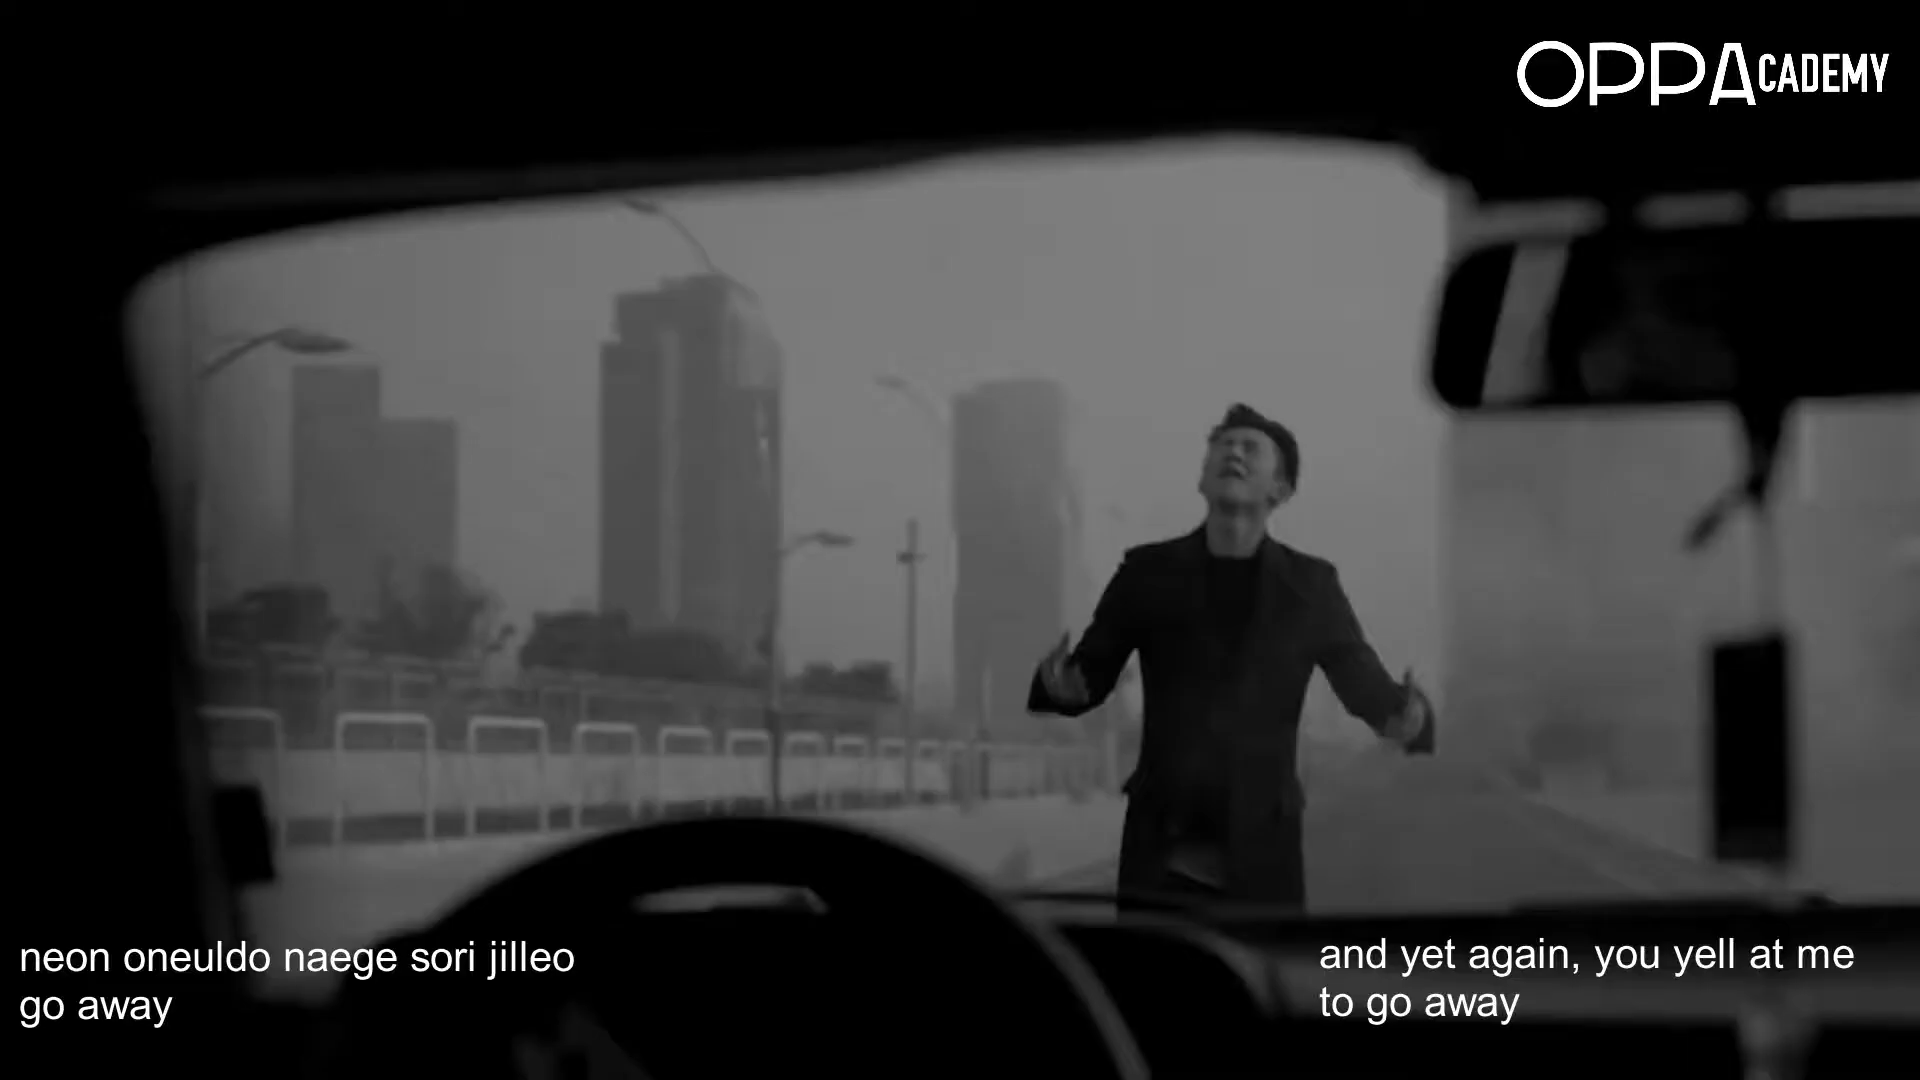 OPPACADEMY
neon oneuldo naege sori jilleo
go away
and yet again, you yell at me
to go away